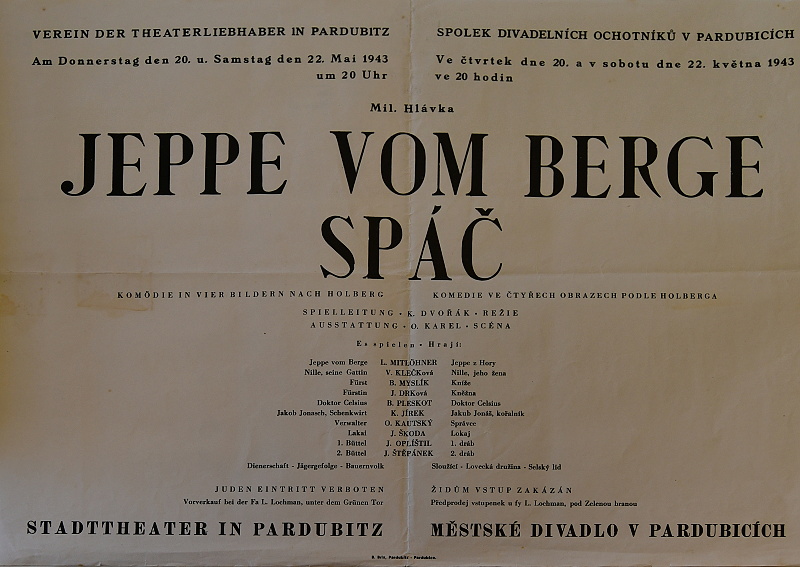 VEREIN DER THEATERLIEBHABER IN PARDUBITZ
Am Donnerstag den 20. u. Samstag den 22. Mai 1943
um 20 Uhr
SPOLEK DIVADELNÍCH OCHOTNÍKŮ V PARDUBICÍCH
Ve čtvrtek dne 20. a v sobotu dne 22. května 1943
ve 20 hodin
Mil. Hlávka
JEPPE VOM BERGE
SPÁČ
KOMÖDIE IN VIER BILDERN NACH HOLBERG
KOMEDIE VE ČTYŘECH OBRAZECH PODLE HOLBERGA
SPIELLEITUNG · K. DVOŘÁK · REŽIE
AUSSTATTUNG · O. KAREL · SCÉNA
Es spielen · Hrají:
Jeppe vom Berge L. MITLÖHNER Jeppe z Hory
Nille, seine Gattin V. KLEČKová Nille, jeho žena
Fürst B. MYSLÍK Kníže
Fürstin J. DRKová Kněžna
Doktor Celsius B. PLESKOT Doktor Celsius
Jakob Jonasch, Schenkwirt K. JÍREK Jakub Jonáš, kořalník
Verwalter O. KAUTSKÝ Správce
Lakai J. ŠKODA Lokaj
1. Büttel J. OPLIŠTIL 1. dráb
2. Büttel J. ŠTĚPÁNEK 2. dráb
Dienerschaft - Jägergefolge - Bauernvolk
Sloužící - Lovecká družina - Selský lid
JUDEN EINTRITT VERBOTEN
Vorverkauf bei der Fa L. Lochman, unter dem Grünen Tor
ŽIDŮM VSTUP ZAKÁZÁN
Předprodej vstupenek u fy L. Lochman, pod Zelenou branou
STADTTHEATER IN PARDUBITZ
MĚSTSKÉ DIVADLO V PARDUBICÍCH
Pardubitz - Pardubice.